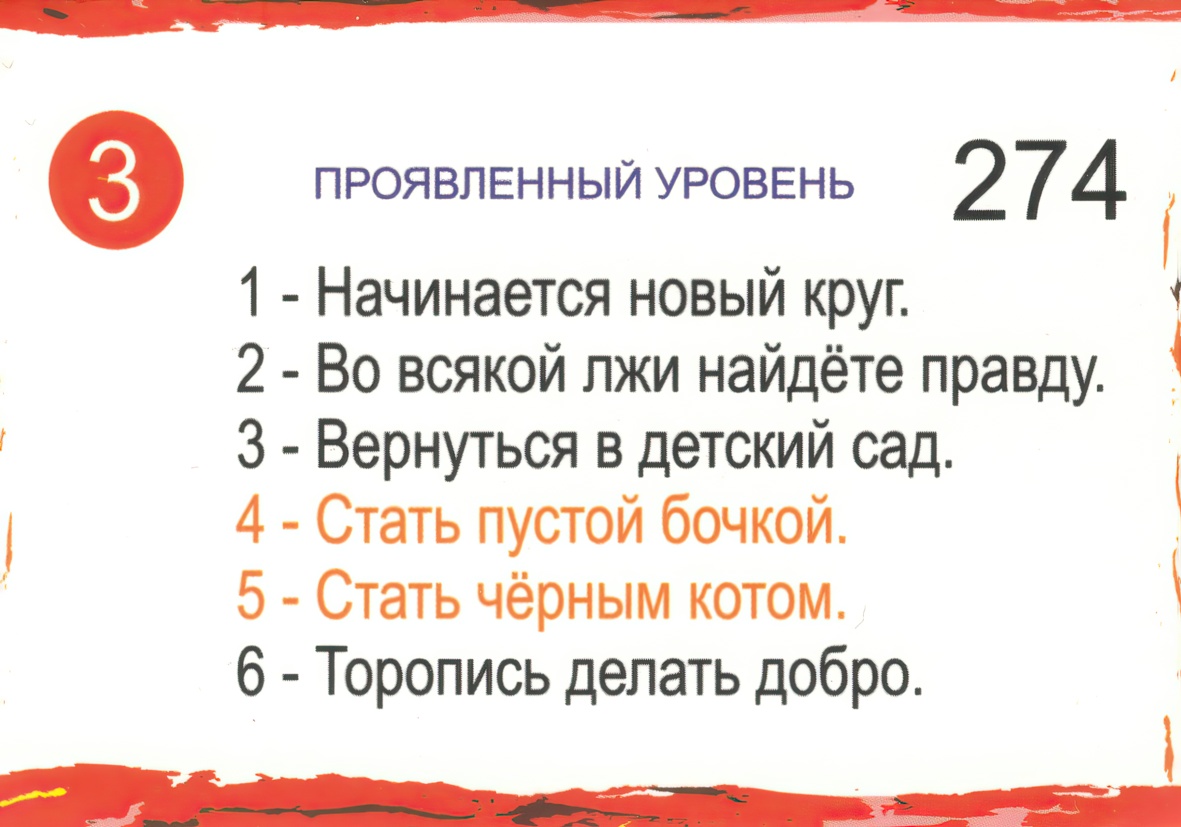 3
ПРОЯВЛЕННЫЙ УРОВЕНЬ
274
1 - Начинается новый круг.
2 - Во всякой лжи найдёте правду.
3 - Вернуться в детский сад.
4 - Стать пустой бочкой.
5 - Стать чёрным котом.
6 - Торопись делать добро.